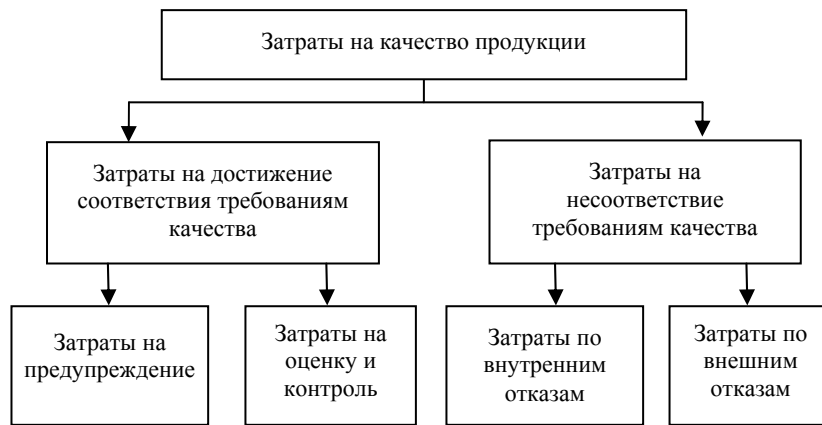 Затраты на качество продукции
Затраты на достижение
соответствия требованиям
качества
Затраты на
несоответствие
требованиям качества
Затраты на
предупреждение
Затраты на
оценку и
контроль
Затраты по
внутренним
отказам
Затраты по
внешним
отказам